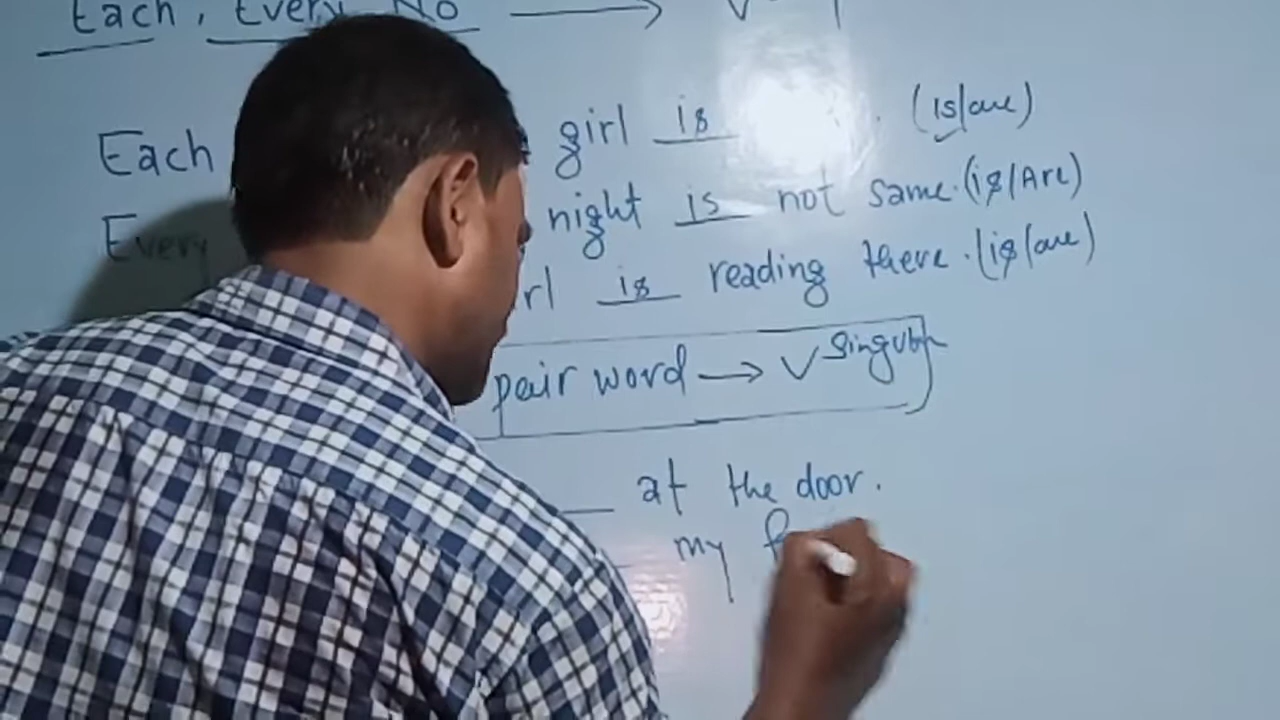 Each, Every, No → V
Each girl is . (is/are)
Every night is not same. (is/Are)
is reading there. (is/are)
pair word → V Singular
__ at the door.
my